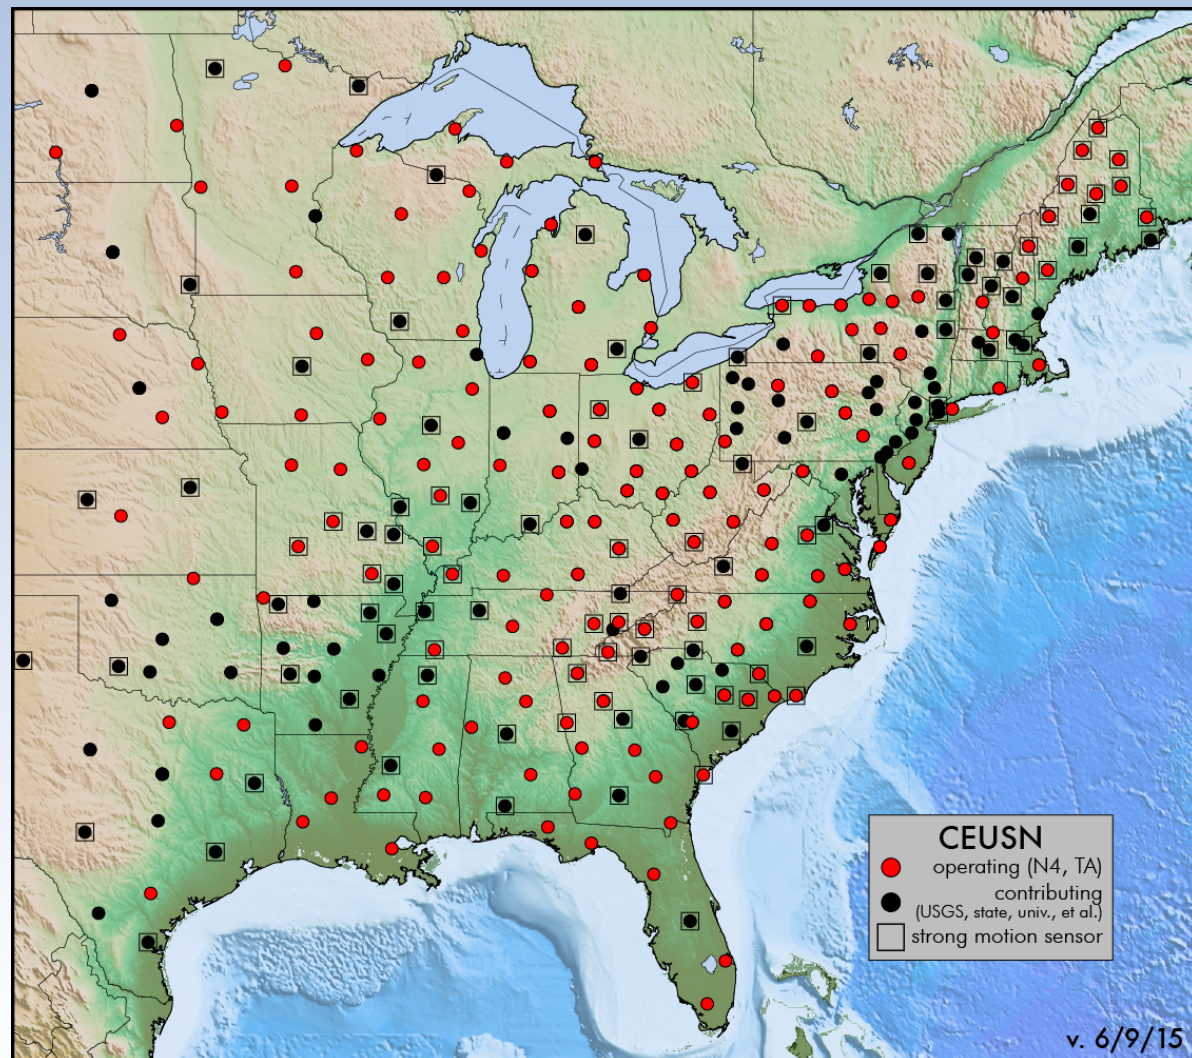 CEUSN
operating (N4, TA)
contributing
(USGS, state, univ., et al.)
strong motion sensor
v. 6/9/15